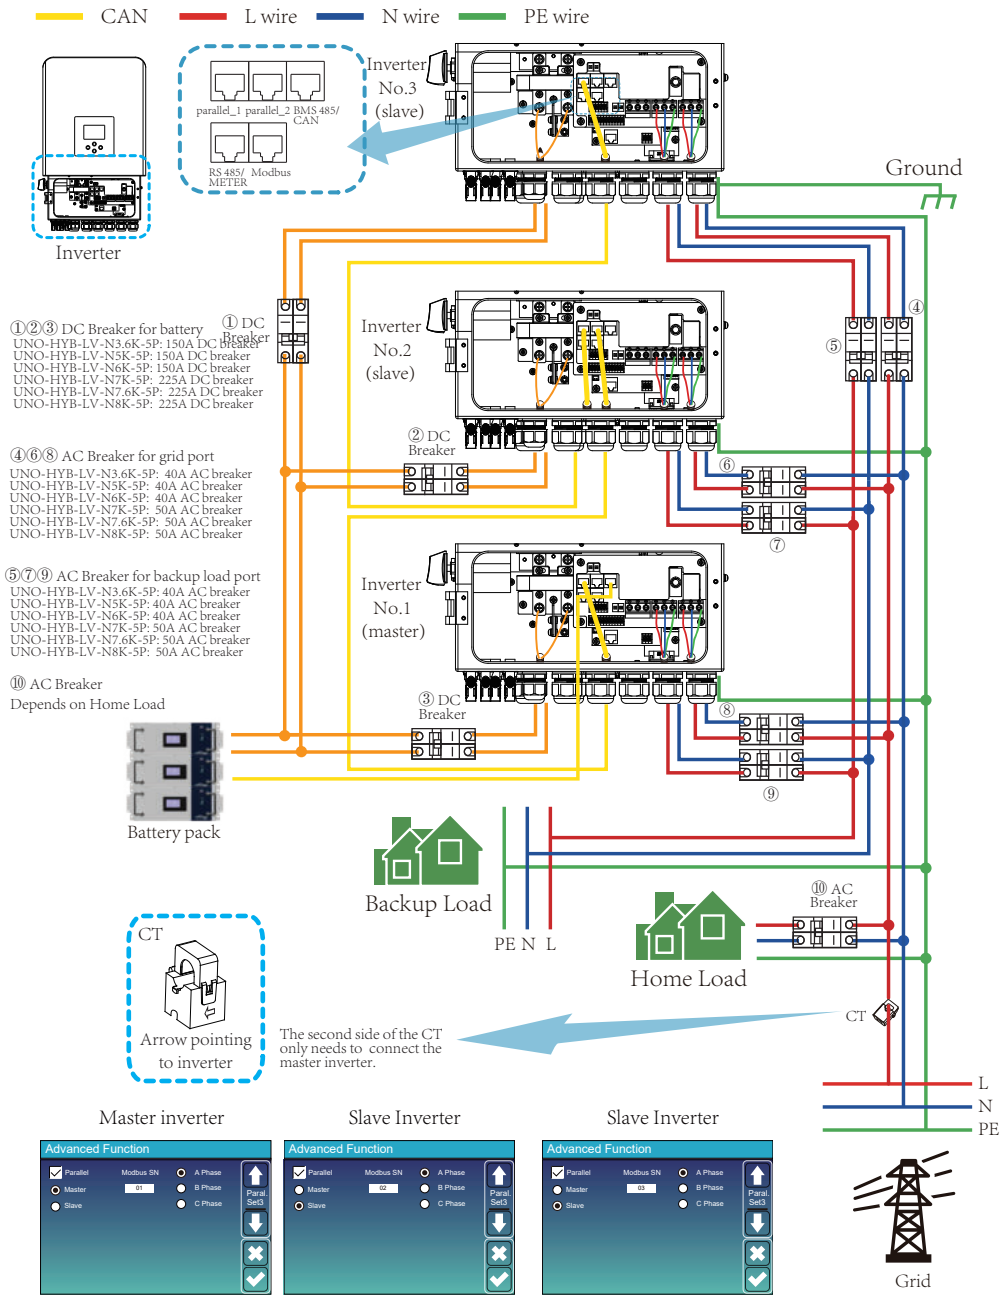 CAN
L wire
N wire
PE wire
Inverter
No.3
(slave)
parallel_1 parallel_2 BMS 485/
CAN
RS 485/
METER
Modbus
Inverter
Ground
① DC
Breaker
①②③ DC Breaker for battery
UNO-HYB-LV-N3.6K-5P: 150A DC breaker
UNO-HYB-LV-N5K-5P: 150A DC breaker
UNO-HYB-LV-N6K-5P: 150A DC breaker
UNO-HYB-LV-N7K-5P: 225A DC breaker
UNO-HYB-LV-N7.6K-5P: 225A DC breaker
UNO-HYB-LV-N8K-5P: 225A DC breaker
Inverter
No.2
(slave)
④
⑤
② DC
Breaker
④⑥⑧ AC Breaker for grid port
UNO-HYB-LV-N3.6K-5P: 40A AC breaker
UNO-HYB-LV-N5K-5P: 40A AC breaker
UNO-HYB-LV-N6K-5P: 40A AC breaker
UNO-HYB-LV-N7K-5P: 50A AC breaker
UNO-HYB-LV-N7.6K-5P: 50A AC breaker
UNO-HYB-LV-N8K-5P: 50A AC breaker
⑥
⑦
⑤⑦⑨ AC Breaker for backup load port
UNO-HYB-LV-N3.6K-5P: 40A AC breaker
UNO-HYB-LV-N5K-5P: 40A AC breaker
UNO-HYB-LV-N6K-5P: 40A AC breaker
UNO-HYB-LV-N7K-5P: 50A AC breaker
UNO-HYB-LV-N7.6K-5P: 50A AC breaker
UNO-HYB-LV-N8K-5P: 50A AC breaker
Inverter
No.1
(master)
⑩ AC Breaker
Depends on Home Load
③ DC
Breaker
⑧
⑨
Battery pack
Backup Load
PE N L
⑩ AC
Breaker
Home Load
CT
Arrow pointing
to inverter
The second side of the CT
only needs to connect the
master inverter.
CT
L
N
PE
Master inverter
Slave Inverter
Slave Inverter
Advanced Function
Parallel
Modbus SN
A Phase
Master
01
B Phase
Slave
C Phase
Paral.
Set3
Advanced Function
Parallel
Modbus SN
A Phase
Master
02
B Phase
Slave
C Phase
Paral.
Set3
Advanced Function
Parallel
Modbus SN
A Phase
Master
03
B Phase
Slave
C Phase
Paral.
Set3
Grid